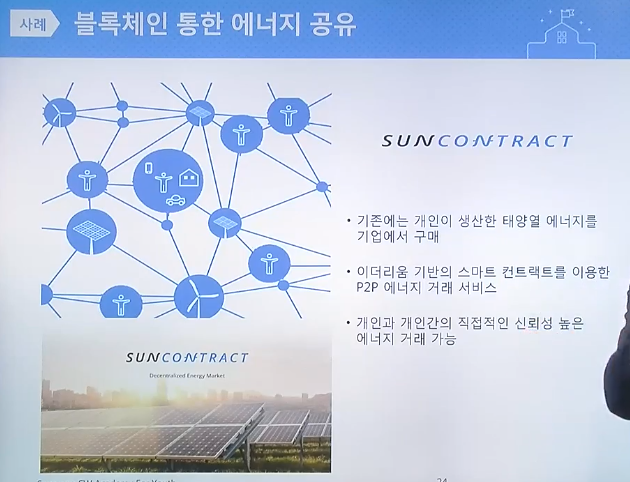 사례
블록체인 통한 에너지 공유
SUNCONTRACT
• 기존에는 개인이 생산한 태양열 에너지를
기업에서 구매
• 이더리움 기반의 스마트 컨트랙트를 이용한
P2P 에너지 거래 서비스
• 개인과 개인간의 직접적인 신뢰성 높은
에너지 거래 가능
SUNCONTRACT
Decentralized Energy Market
24